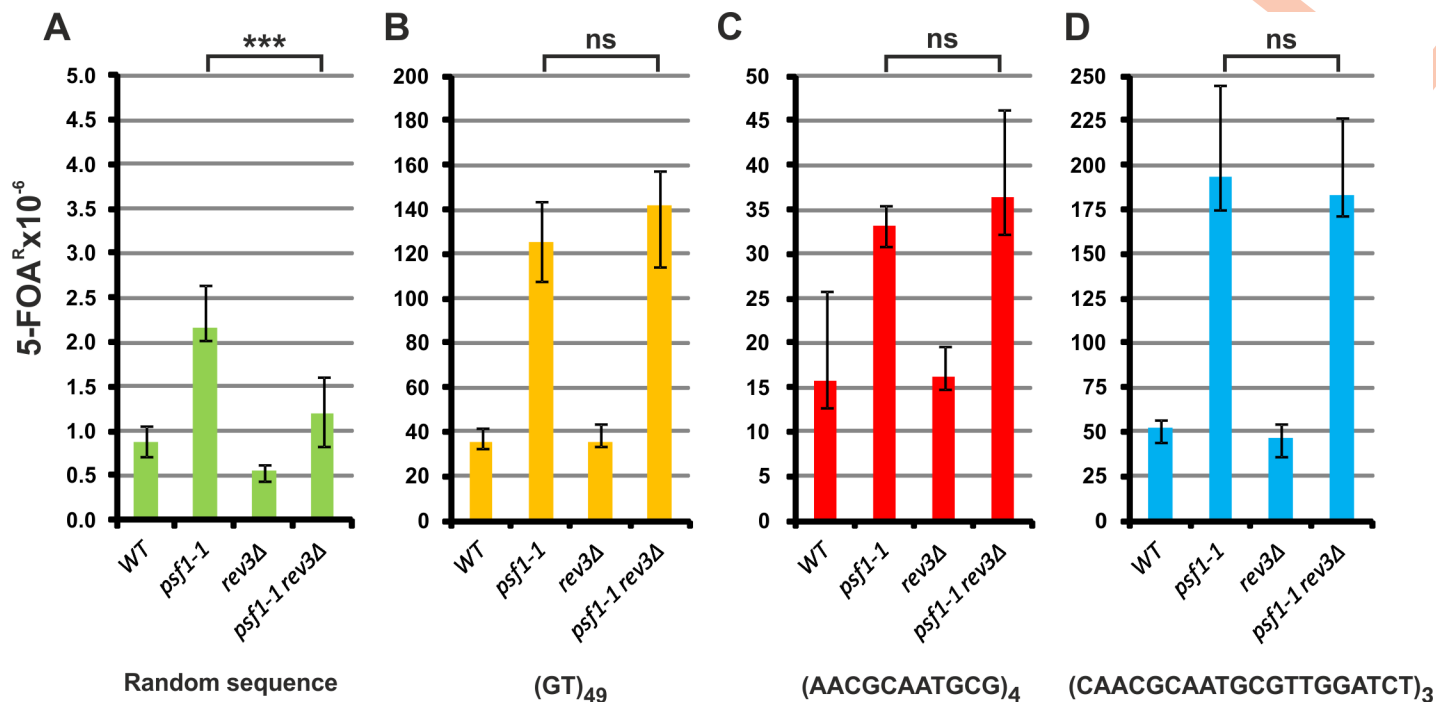 A
***
5-FOA^R x10^-6
5.0
4.5
4.0
3.5
3.0
2.5
2.0
1.5
1.0
0.5
0.0
WT
psf1-1
rev3Δ
psf1-1 rev3Δ
Random sequence
B
ns
200
180
160
140
120
100
80
60
40
20
0
WT
psf1-1
rev3Δ
psf1-1 rev3Δ
(GT)49
C
ns
50
45
40
35
30
25
20
15
10
5
0
WT
psf1-1
rev3Δ
psf1-1 rev3Δ
(AACGCAATGCG)4
D
ns
250
225
200
175
150
125
100
75
50
25
0
WT
psf1-1
rev3Δ
psf1-1 rev3Δ
(CAACGCAATGCGTTGGATCT)3